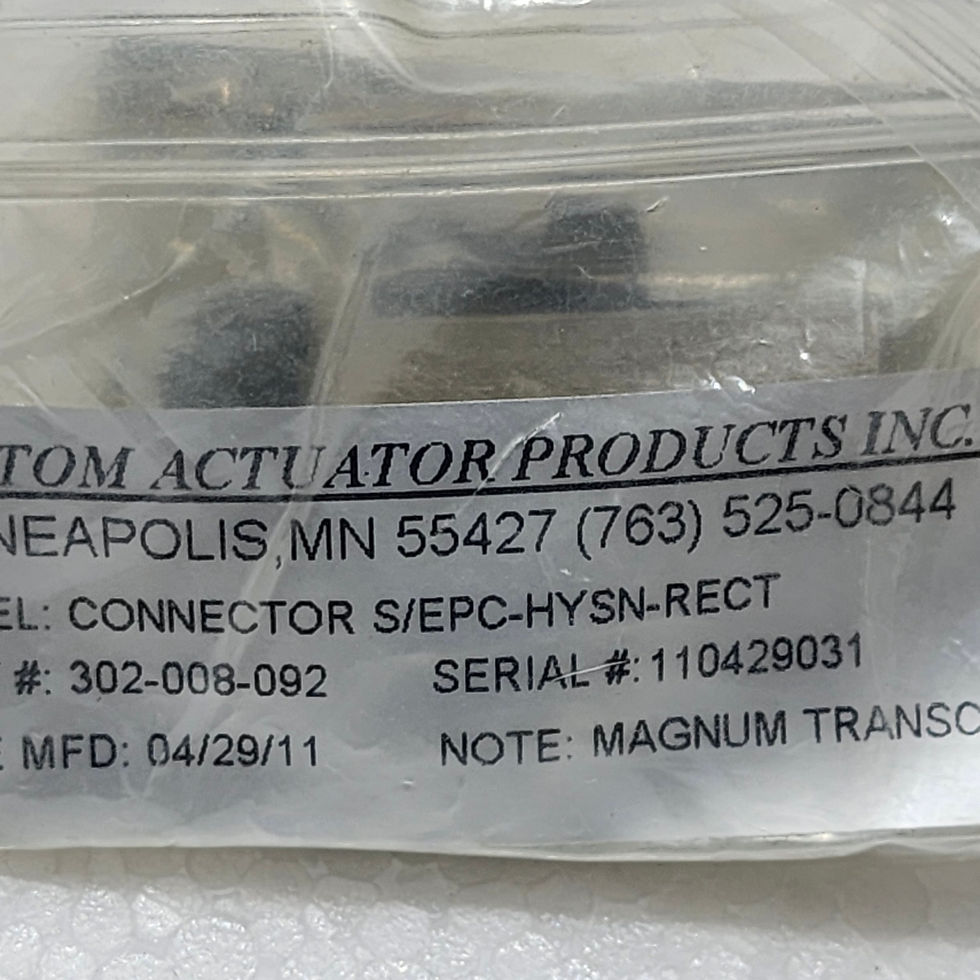 TOM ACTUATOR PRODUCTS INC.
NEAPOLIS, MN 55427 (763) 525-0844
EL: CONNECTOR S/EPC-HYSN-RECT
#: 302-008-092 SERIAL #: 110429031
E MFD: 04/29/11 NOTE: MAGNUM TRANSC